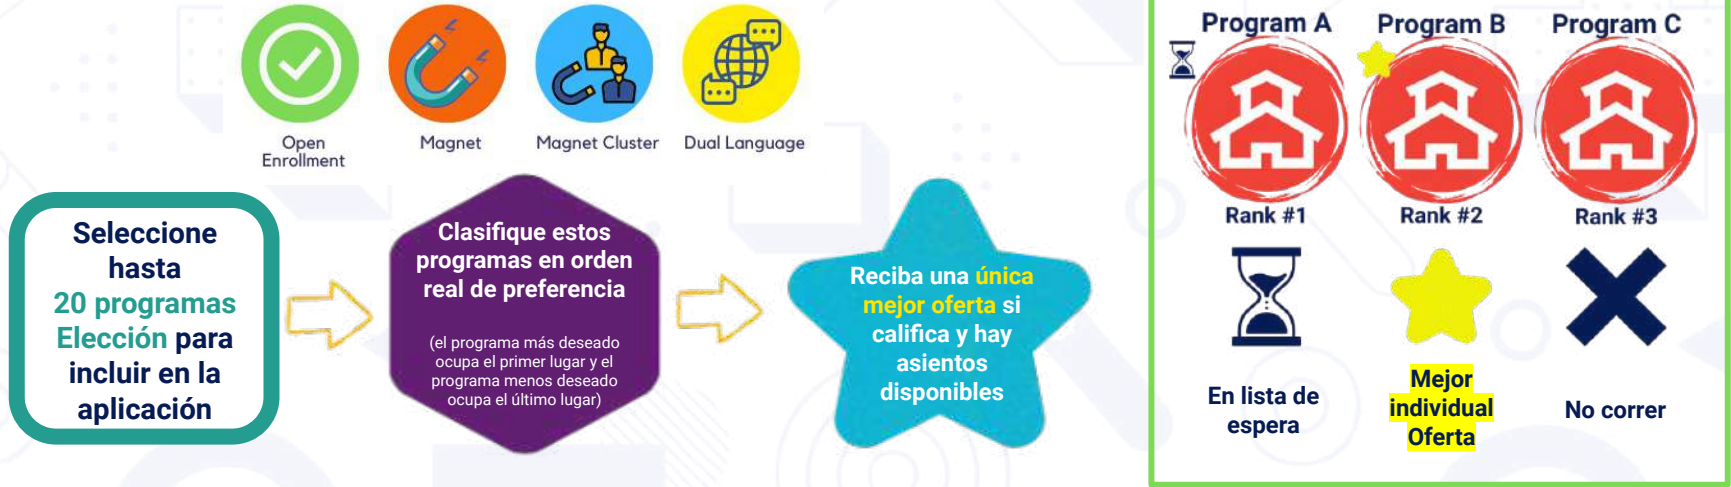 Open
Enrollment
Magnet
Magnet Cluster
Dual Language
Seleccione
hasta
20 programas
Elección para
incluir en la
aplicación
Clasifique estos
programas en orden
real de preferencia
(el programa más deseado
ocupa el primer lugar y el
programa menos deseado
ocupa el último lugar)
Reciba una única
mejor oferta si
califica y hay
asientos
disponibles
Program A
Program B
Program C
Rank #1
Rank #2
Rank #3
En lista de
espera
Mejor
individual
Oferta
No correr